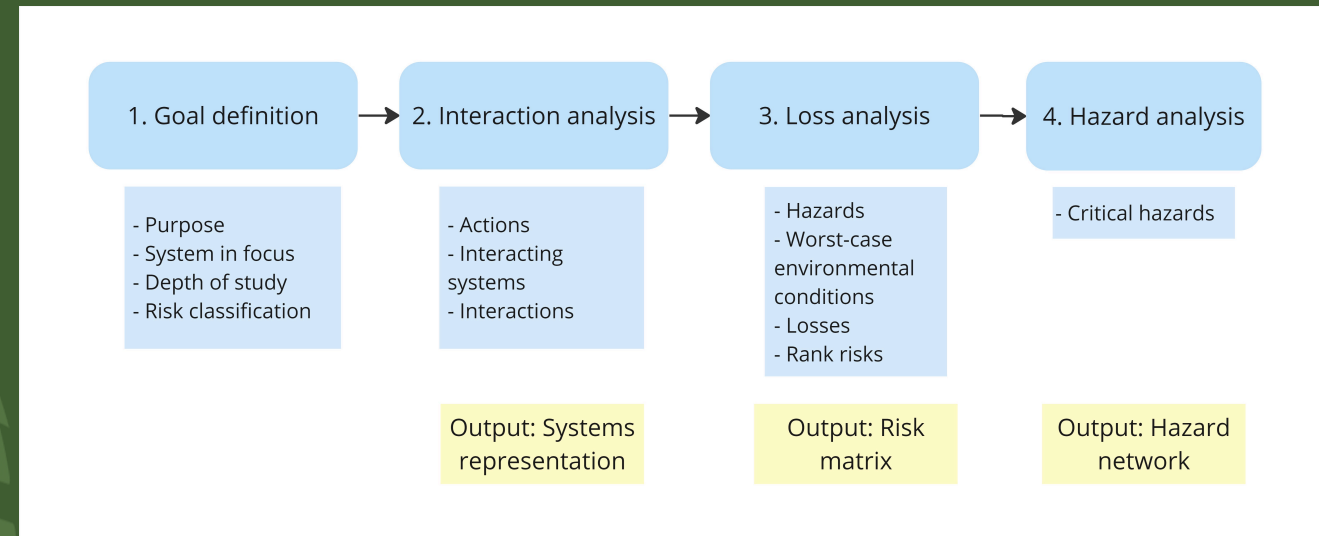 1. Goal definition
2. Interaction analysis
3. Loss analysis
4. Hazard analysis
- Purpose
- System in focus
- Depth of study
- Risk classification
- Actions
- Interacting
systems
- Interactions
- Hazards
- Worst-case
environmental
conditions
- Losses
- Rank risks
- Critical hazards
Output: Systems
representation
Output: Risk
matrix
Output: Hazard
network